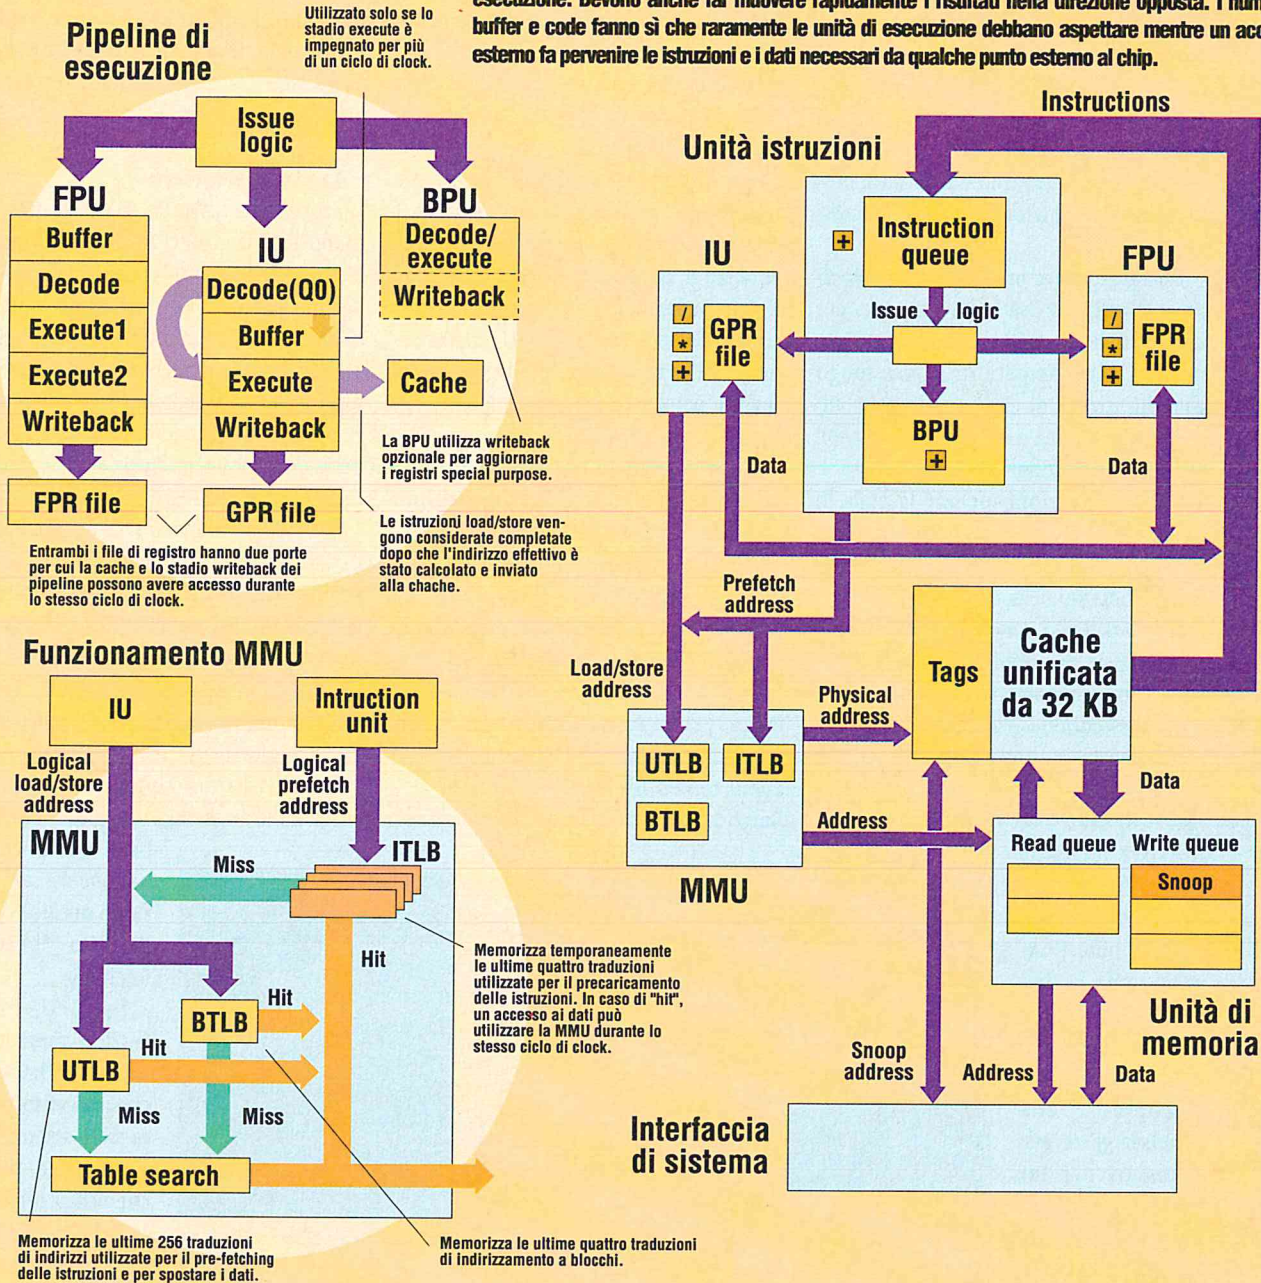 esecuzione. Devono anche far muovere rapidamente i risultati nella direzione opposta. I
buffer e code fanno sì che raramente le unità di esecuzione debbano aspettare mentre un
esterno fa pervenire le istruzioni e i dati necessari da qualche punto esterno al chip.
Utilizzato solo se lo
stadio execute è
impegnato per più
di un ciclo di clock.
Pipeline di
esecuzione
Issue
logic
FPU
Buffer
Decode
Execute1
Execute2
Writeback
FPR file
IU
Decode(Q0)
Buffer
Execute
Writeback
GPR file
BPU
Decode/
execute
Writeback
Cache
La BPU utilizza writeback
opzionale per aggiornare
i registri special purpose.
Le istruzioni load/store ven-
gono considerate completate
dopo che l'indirizzo effettivo è
stato calcolato e inviato
alla chache.
Entrambi i file di registro hanno due porte
per cui la cache e lo stadio writeback dei
pipeline possono avere accesso durante
lo stesso ciclo di clock.
Instructions
Unità istruzioni
Instruction
queue
+
Issue logic
IU
/
*
+
GPR
file
FPU
/
*
+
FPR
file
BPU
+
Data
Data
Prefetch
address
Load/store
address
Physical
address
Tags
Cache
unificata
da 32 KB
UTLB
ITLB
BTLB
MMU
Address
Data
Read queue
Write queue
Snoop
Unità di
memoria
Snoop
address
Address
Data
Interfaccia
di sistema
Funzionamento MMU
IU
Intruction
unit
Logical
load/store
address
Logical
prefetch
address
MMU
ITLB
Miss
Hit
BTLB
Hit
UTLB
Hit
Miss
Miss
Table search
Memorizza temporaneamente
le ultime quattro traduzioni
utilizzate per il precaricamento
delle istruzioni. In caso di "hit",
un accesso ai dati può
utilizzare la MMU durante lo
stesso ciclo di clock.
Memorizza le ultime 256 traduzioni
di indirizzi utilizzate per il pre-fetching
delle istruzioni e per spostare i dati.
Memorizza le ultime quattro traduzioni
di indirizzamento a blocchi.